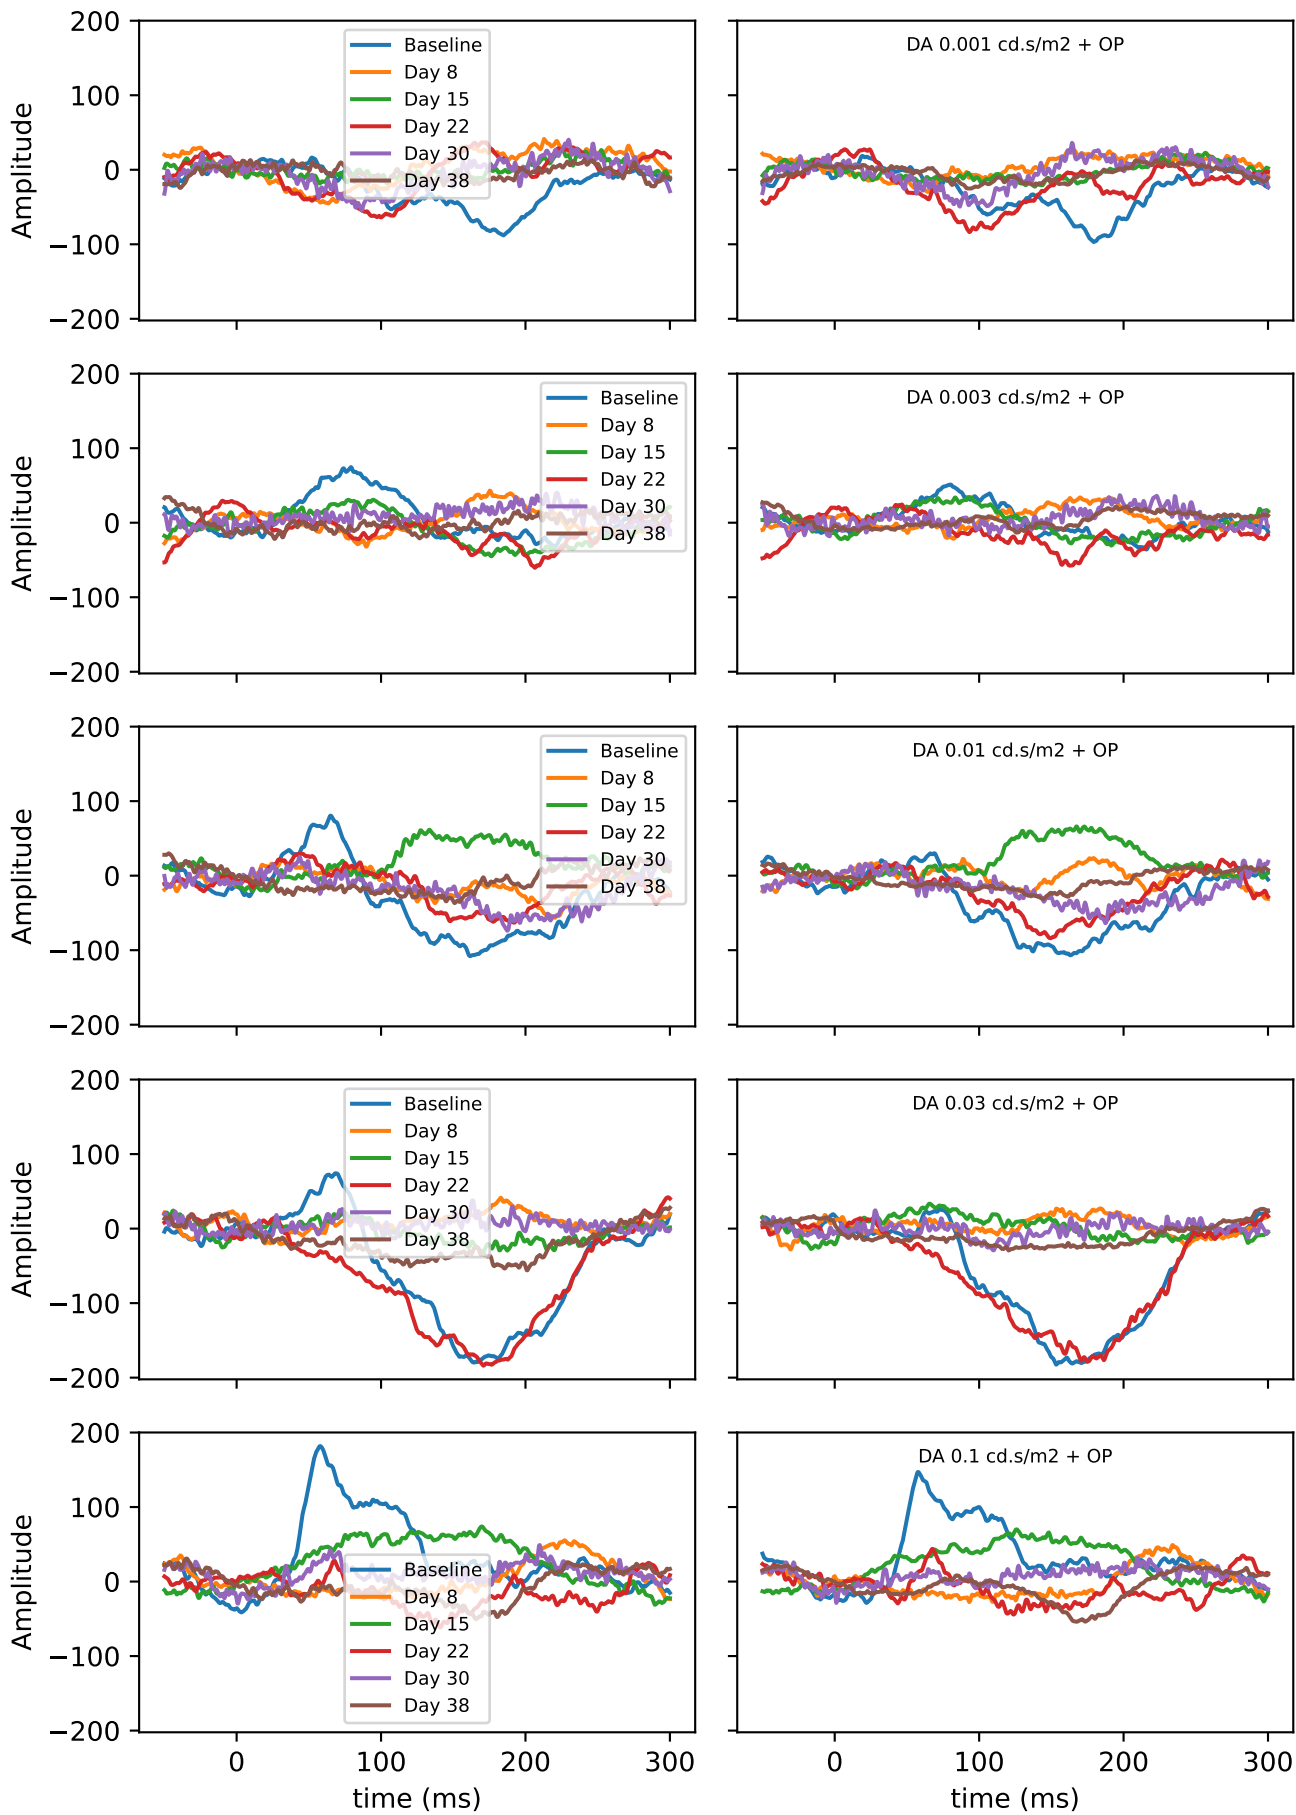 200
100
0
−100
−200
Amplitude
Baseline
Day 8
Day 15
Day 22
Day 30
Day 38
DA 0.001 cd.s/m2 + OP
200
100
0
−100
−200
Amplitude
Baseline
Day 8
Day 15
Day 22
Day 30
Day 38
DA 0.003 cd.s/m2 + OP
200
100
0
−100
−200
Amplitude
Baseline
Day 8
Day 15
Day 22
Day 30
Day 38
DA 0.01 cd.s/m2 + OP
200
100
0
−100
−200
Amplitude
Baseline
Day 8
Day 15
Day 22
Day 30
Day 38
DA 0.03 cd.s/m2 + OP
200
100
0
−100
−200
Amplitude
Baseline
Day 8
Day 15
Day 22
Day 30
Day 38
DA 0.1 cd.s/m2 + OP
0 100 200 300
time (ms)
0 100 200 300
time (ms)